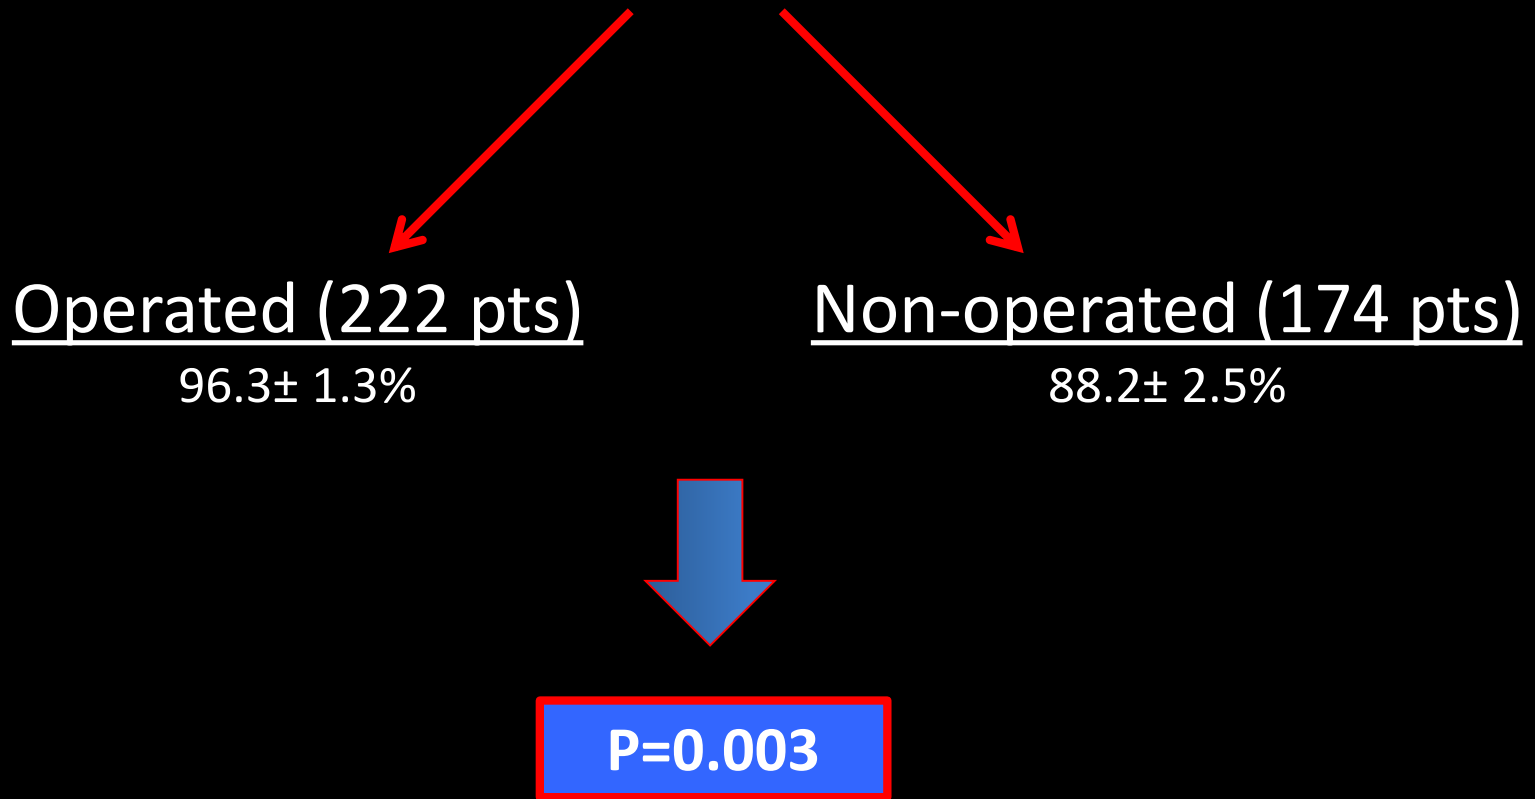 Operated (222 pts)
Non-operated (174 pts)
96.3± 1.3%
88.2± 2.5%
P=0.003